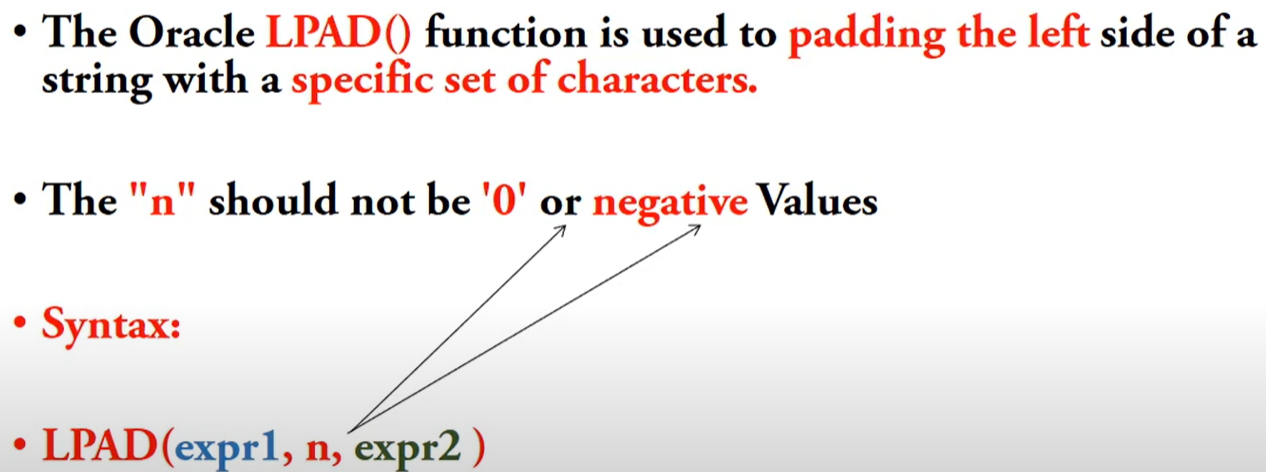 • The Oracle LPAD() function is used to padding the left side of a
string with a specific set of characters.
• The "n" should not be '0' or negative Values
• Syntax:
• LPAD(expr1, n, expr2 )